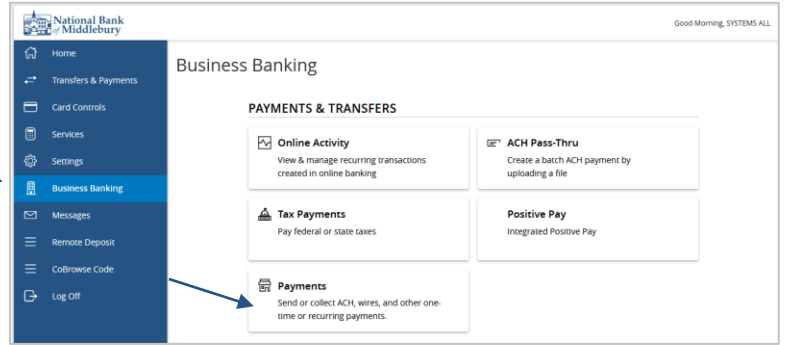 National Bank
of Middlebury
Good Morning, SYSTEMS ALL
Home
Transfers & Payments
Card Controls
Services
Settings
Business Banking
Messages
Remote Deposit
CoBrowse Code
Log Off
Business Banking
PAYMENTS & TRANSFERS
Online Activity
View & manage recurring transactions
created in online banking
ACH Pass-Thru
Create a batch ACH payment by
uploading a file
Tax Payments
Pay federal or state taxes
Positive Pay
Integrated Positive Pay
Payments
Send or collect ACH, wires, and other one-
time or recurring payments.